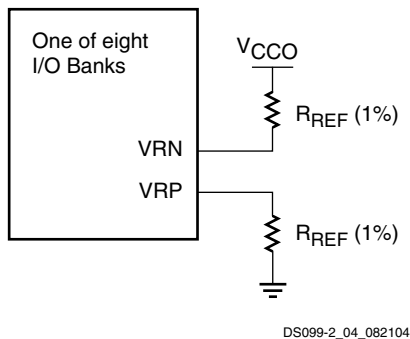 One of eight
I/O Banks
VCCO
RREF (1%)
VRN
VRP
RREF (1%)
DS099-2_04_082104